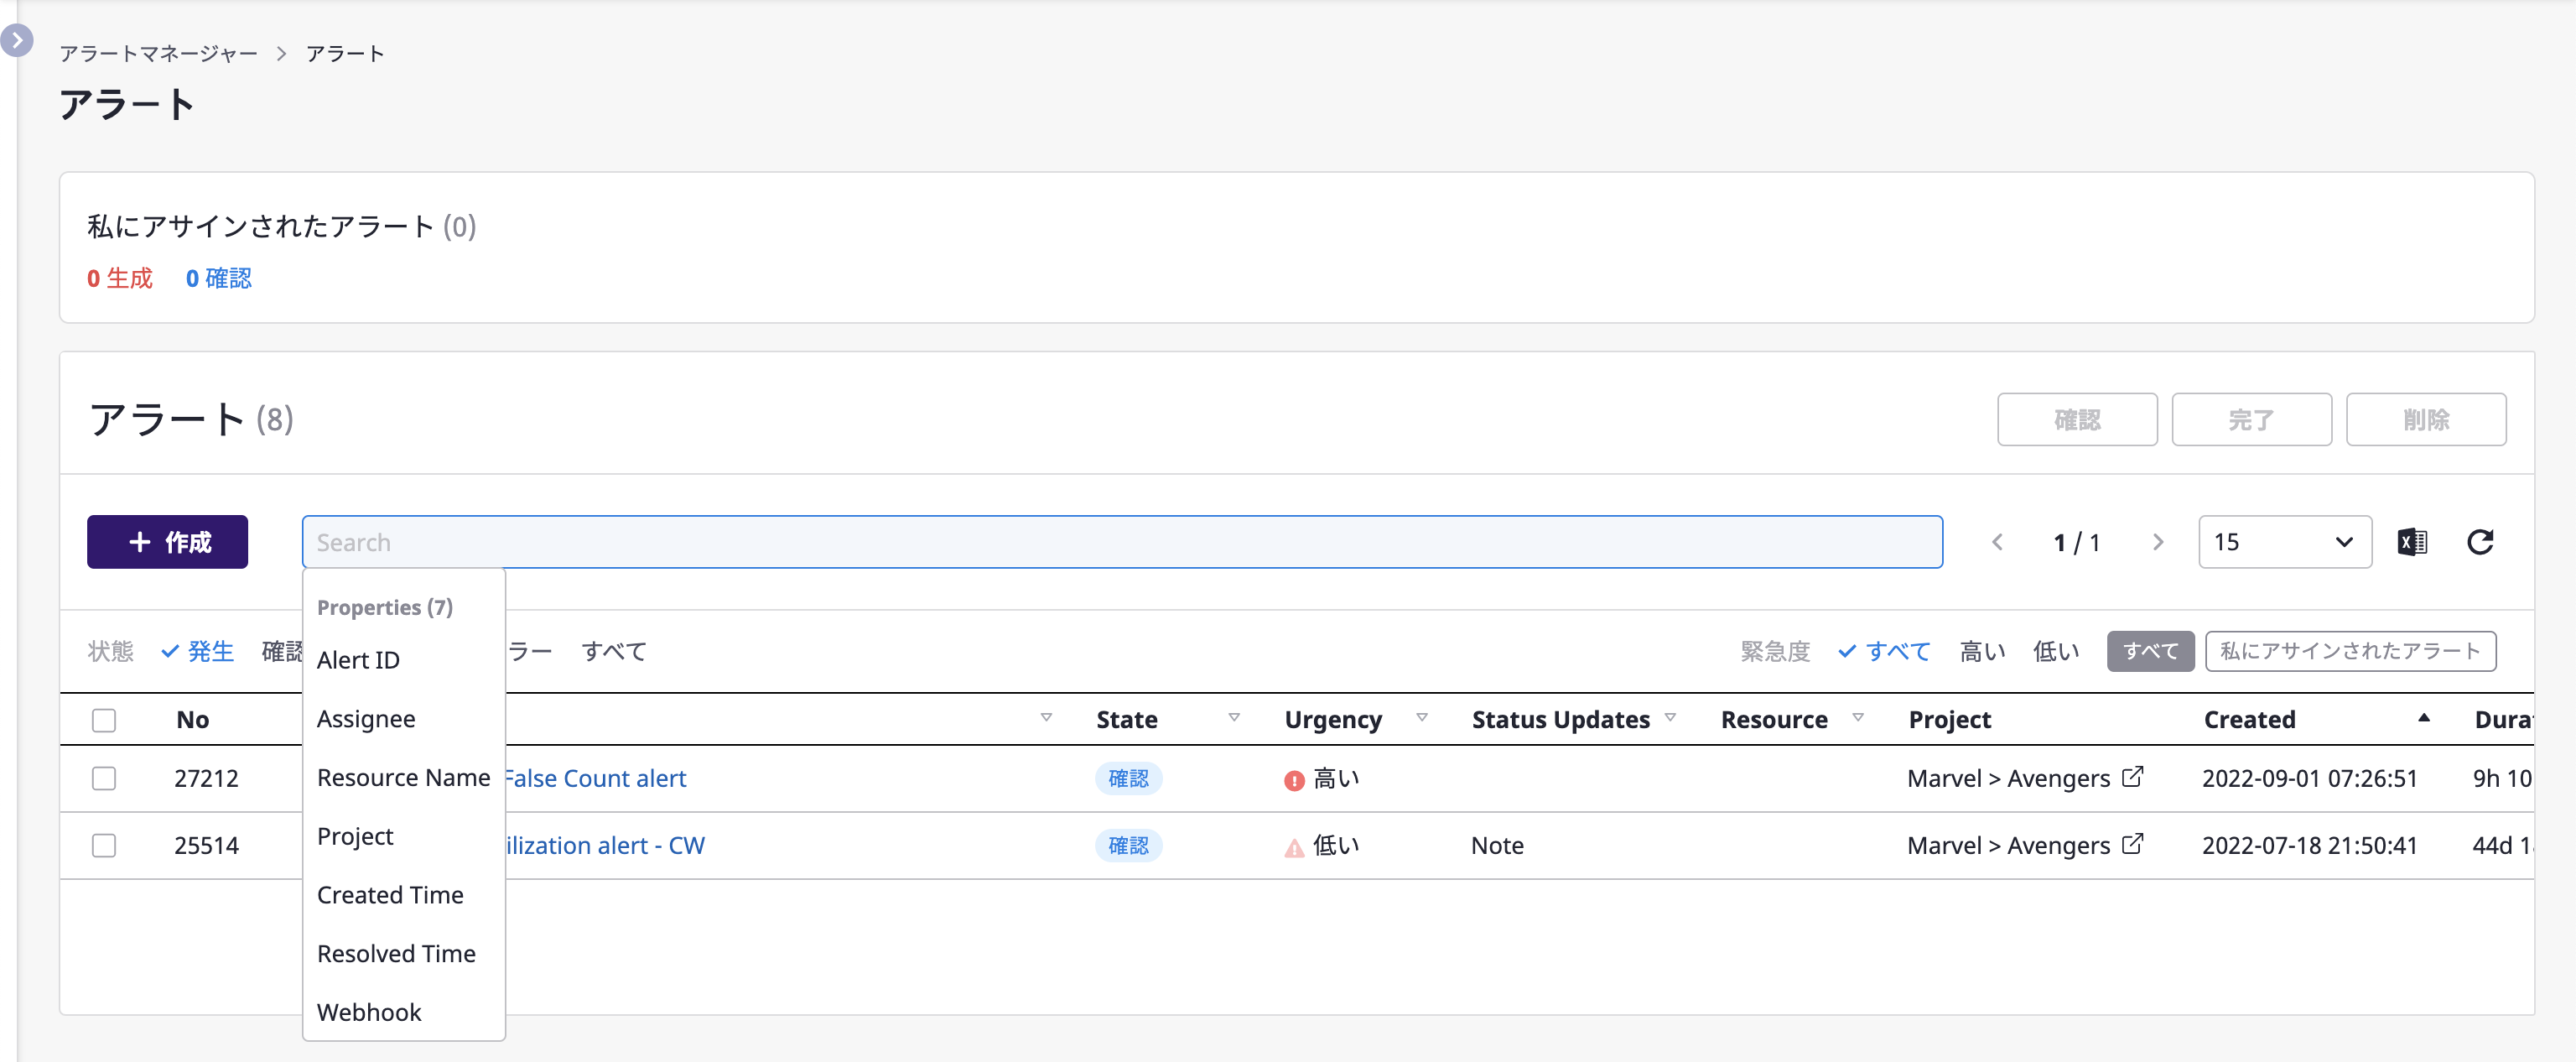 アラートマネージャー > アラート
アラート
私にアサインされたアラート (0)
0 生成 0 確認
アラート (8)
確認 完了 削除
+ 作成 Search 1 / 1 15
Properties (7)
Alert ID
Assignee
Resource Name
Project
Created Time
Resolved Time
Webhook
状態 発生 確認 ラー すべて 緊急度 すべて 高い 低い すべて 私にアサインされたアラート
No State Urgency Status Updates Resource Project Created Dura
27212 False Count alert 確認 高い Marvel > Avengers 2022-09-01 07:26:51 9h 10
25514 ilization alert - CW 確認 低い Note Marvel > Avengers 2022-07-18 21:50:41 44d 1